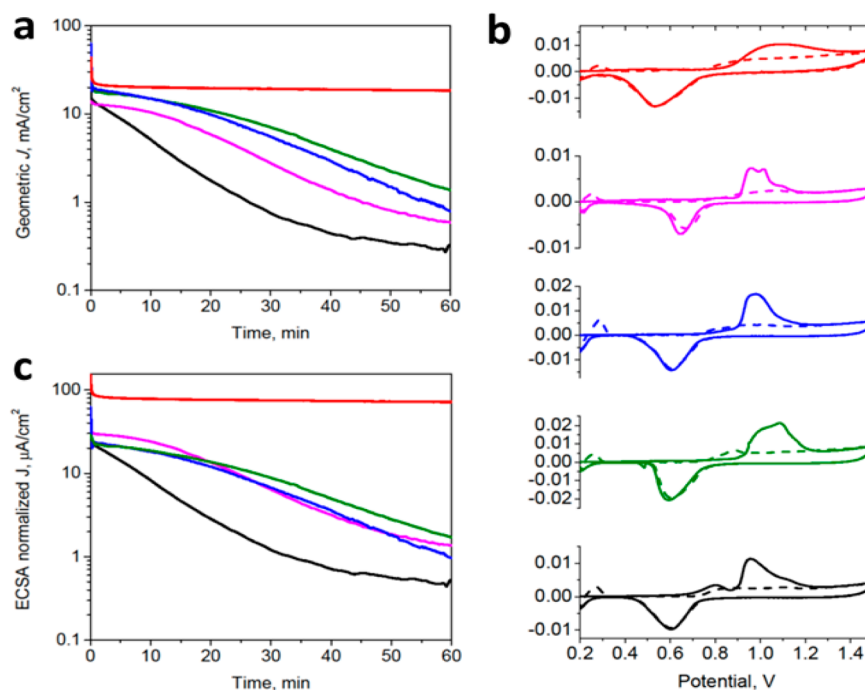 a
100
10
1
0.1
Geometric J, mA/cm²
0 10 20 30 40 50 60
Time, min
c
100
10
1
0.1
ECSA normalized J, µA/cm²
0 10 20 30 40 50 60
Time, min
b
0.01
0.00
-0.01
0.01
0.00
-0.01
0.02
0.01
0.00
-0.01
0.02
0.01
0.00
-0.01
-0.02
0.01
0.00
-0.01
0.2 0.4 0.6 0.8 1.0 1.2 1.4
Potential, V